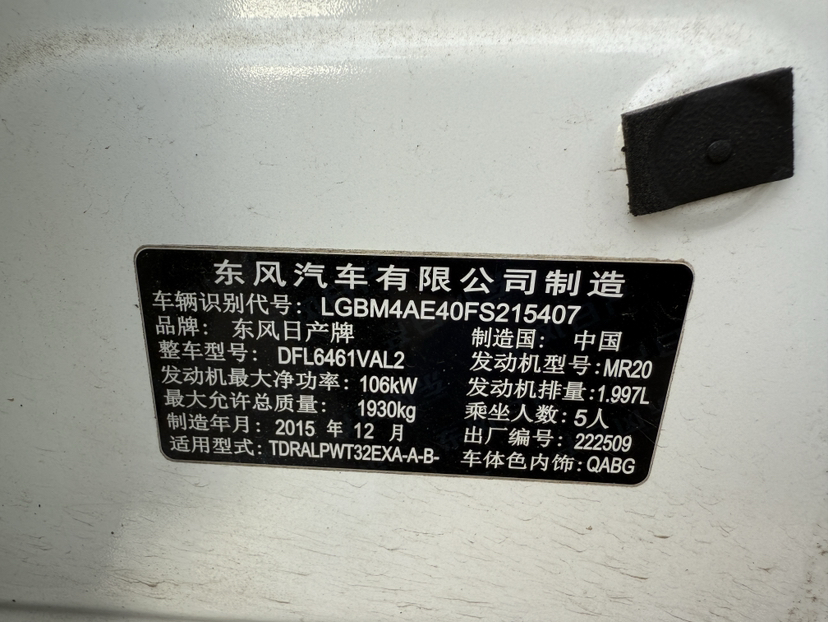 东风汽车有限公司制造
车辆识别代号: LGBM4AE40FS215407
品牌: 东风日产牌 制造国: 中国
整车型号: DFL6461VAL2 发动机型号: MR20
发动机最大净功率: 106kW 发动机排量: 1.997L
最大允许总质量: 1930kg 乘坐人数: 5人
制造年月: 2015 年 12 月 出厂编号: 222509
适用型式: TDRALPWT32EXA-A-B- 车体色内饰: QABG